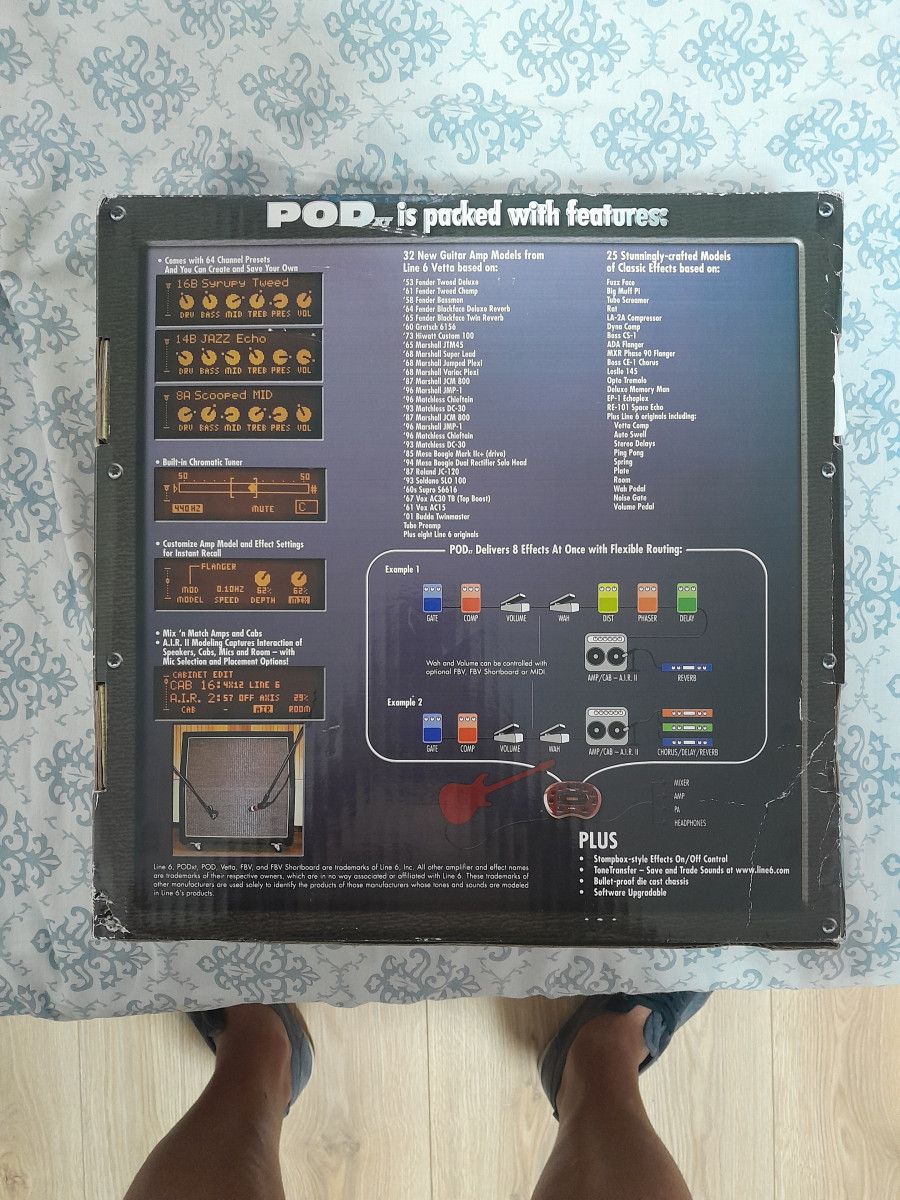 PODXT is packed with features:
• Comes with 64 Channel Presets
And You Can Create and Save Your Own
16B Syrupy Tweed
DRV BASS MID TREB PRES VOL
14B JAZZ Echo
DRV BASS MID TREB PRES VOL
8A Scooped MID
DRV BASS MID TREB PRES VOL
• Built-in Chromatic Tuner
50 50
#
440HZ MUTE C
• Customize Amp Model and Effect Settings
for Instant Recall
FLANGER
MOD 0.10HZ 62% 62%
MODEL SPEED DEPTH MIX
• Mix 'n Match Amps and Cabs
• A.I.R. II Modeling Captures Interaction of
Speakers, Cabs, Mics and Room – with
Mic Selection and Placement Options!
CABINET EDIT
CAB 16: 4X12 LINE 6
A.I.R. 2: 57 OFF AXIS 29%
CAB - AIR ROOM
32 New Guitar Amp Models from
Line 6 Vetta based on:
'53 Fender Tweed Deluxe
'61 Fender Tweed Champ
'58 Fender Bassman
'64 Fender Blackface Deluxe Reverb
'65 Fender Blackface Twin Reverb
'60 Gretsch 6156
'73 Hiwatt Custom 100
'65 Marshall JTM45
'68 Marshall Super Lead
'68 Marshall Jumped Plexi
'68 Marshall Variac Plexi
'87 Marshall JCM 800
'96 Marshall JMP-1
'96 Matchless Chieftain
'93 Matchless DC-30
'87 Marshall JCM 800
'96 Marshall JMP-1
'96 Matchless Chieftain
'93 Matchless DC-30
'85 Mesa Boogie Mark IIc+ (drive)
'94 Mesa Boogie Dual Rectifier Solo Head
'87 Roland JC-120
'93 Soldano SLO 100
'60s Supro S6616
'67 Vox AC30 TB (Top Boost)
'61 Vox AC15
'01 Budda Twinmaster
Tube Preamp
Plus eight Line 6 originals
25 Stunningly-crafted Models
of Classic Effects based on:
Fuzz Face
Big Muff Pi
Tube Screamer
Rat
LA-2A Compressor
Dyna Comp
Boss CS-1
ADA Flanger
MXR Phase 90 Flanger
Boss CE-1 Chorus
Leslie 145
Opto Tremolo
Deluxe Memory Man
EP-1 Echoplex
RE-101 Space Echo
Plus Line 6 originals including:
Vetta Comp
Auto Swell
Stereo Delays
Ping Pong
Spring
Plate
Room
Wah Pedal
Noise Gate
Volume Pedal
PODXT Delivers 8 Effects At Once with Flexible Routing:
Example 1
GATE COMP VOLUME WAH DIST PHASER DELAY
AMP/CAB – A.I.R. II REVERB
Wah and Volume can be controlled with
optional FBV, FBV Shortboard or MIDI.
Example 2
GATE COMP VOLUME WAH AMP/CAB – A.I.R. II CHORUS/DELAY/REVERB
MIXER
AMP
PA
HEADPHONES
PLUS
• Stompbox-style Effects On/Off Control
• ToneTransfer – Save and Trade Sounds at www.line6.com
• Bullet-proof die cast chassis
• Software Upgradable
Line 6, PODxt, POD, Vetta, FBV, and FBV Shortboard are trademarks of Line 6, Inc. All other amplifier and effect names
are trademarks of their respective owners, which are in no way associated or affiliated with Line 6. These trademarks of
other manufacturers are used solely to identify the products of those manufacturers whose tones and sounds are modeled
in Line 6's products.